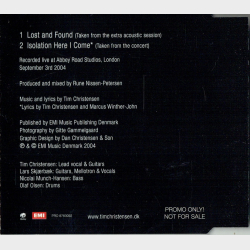 1 Lost and Found (Taken from the extra acoustic session)
2 Isolation Here I Come* (Taken from the concert)
Recorded live at Abbey Road Studios, London
September 3rd 2004
Produced and mixed by Rune Nissen-Petersen
Music and lyrics by Tim Christensen
*Lyrics by Tim Christensen and Marcus Winther-John
Published by EMI Music Publishing Denmark
Photography by Gitte Gammelgaard
Graphic Design by Dan Christensen & Son
℗ & © EMI Music Denmark 2004
Tim Christensen: Lead vocal & Guitars
Lars Skjærbæk: Guitars, Mellotron & Vocals
Nicolai Munch-Hansen: Bass
Olaf Olsen: Drums
PROMO ONLY!
NOT FOR SALE
EMI
www.timchristensen.dk